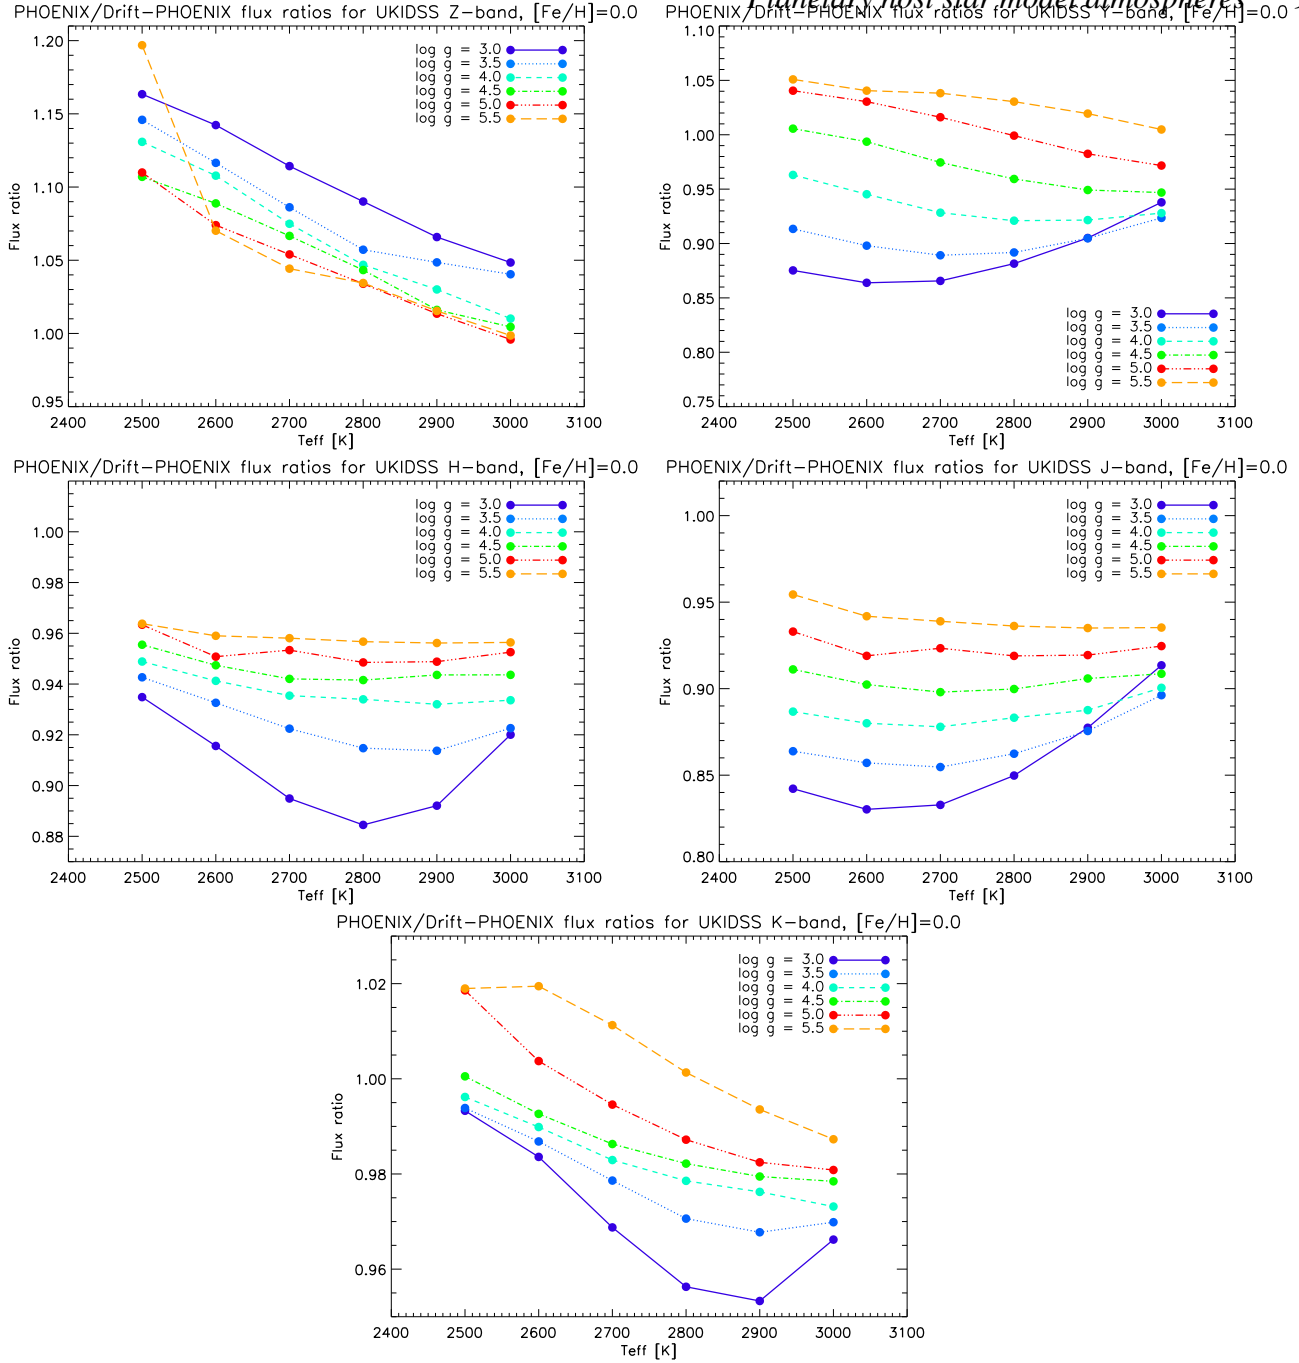 Planetary host star model atmospheres
PHOENIX/Drift-PHOENIX flux ratios for UKIDSS Z-band, [Fe/H]=0.0
log g = 3.0
log g = 3.5
log g = 4.0
log g = 4.5
log g = 5.0
log g = 5.5
1.20
1.15
1.10
1.05
1.00
0.95
Flux ratio
2400 2500 2600 2700 2800 2900 3000 3100
Teff [K]
PHOENIX/Drift-PHOENIX flux ratios for UKIDSS Y-band, [Fe/H]=0.0
1.10
1.05
1.00
0.95
0.90
0.85
0.80
0.75
Flux ratio
log g = 3.0
log g = 3.5
log g = 4.0
log g = 4.5
log g = 5.0
log g = 5.5
2400 2500 2600 2700 2800 2900 3000 3100
Teff [K]
PHOENIX/Drift-PHOENIX flux ratios for UKIDSS H-band, [Fe/H]=0.0
log g = 3.0
log g = 3.5
log g = 4.0
log g = 4.5
log g = 5.0
log g = 5.5
1.00
0.98
0.96
0.94
0.92
0.90
0.88
Flux ratio
2400 2500 2600 2700 2800 2900 3000 3100
Teff [K]
PHOENIX/Drift-PHOENIX flux ratios for UKIDSS J-band, [Fe/H]=0.0
log g = 3.0
log g = 3.5
log g = 4.0
log g = 4.5
log g = 5.0
log g = 5.5
1.00
0.95
0.90
0.85
0.80
Flux ratio
2400 2500 2600 2700 2800 2900 3000 3100
Teff [K]
PHOENIX/Drift-PHOENIX flux ratios for UKIDSS K-band, [Fe/H]=0.0
log g = 3.0
log g = 3.5
log g = 4.0
log g = 4.5
log g = 5.0
log g = 5.5
1.02
1.00
0.98
0.96
Flux ratio
2400 2500 2600 2700 2800 2900 3000 3100
Teff [K]